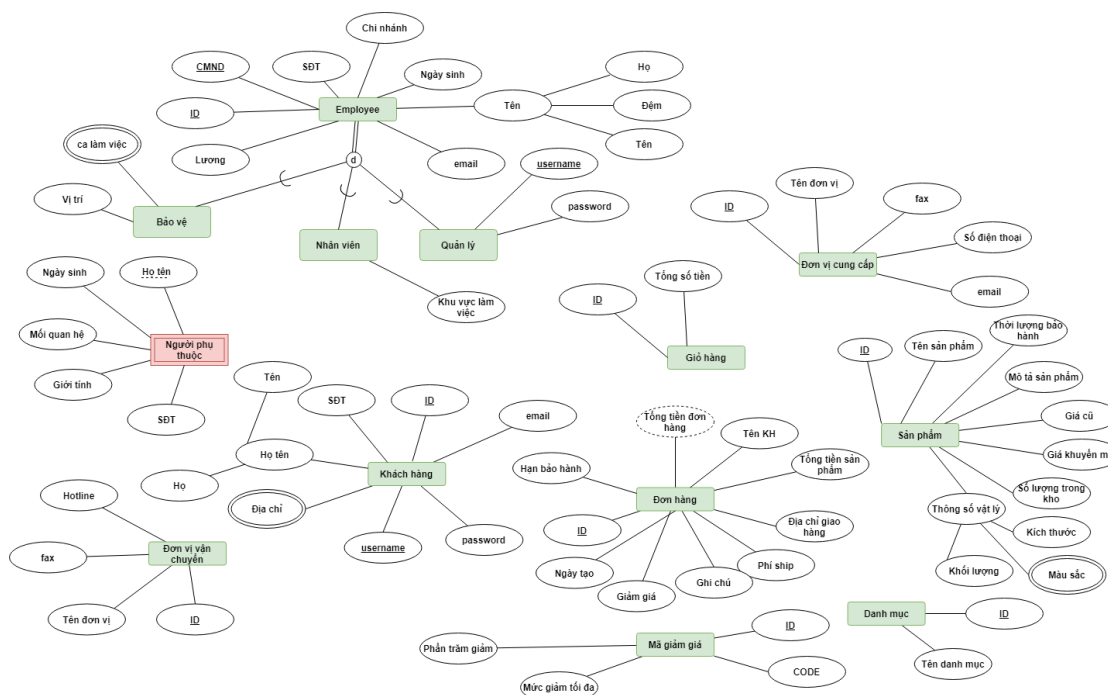 Chi nhánh
CMND
SĐT
Ngày sinh
Họ
Employee
Tên
Đệm
ID
Tên
ca làm việc
Lương
email
d
username
Vị trí
Bảo vệ
password
Nhân viên
Quản lý
Khu vực làm
việc
Tên đơn vị
ID
fax
Số điện thoại
Đơn vị cung cấp
email
Ngày sinh
Họ tên
Mối quan hệ
Người phụ
thuộc
Giới tính
SĐT
Tổng số tiền
ID
Giỏ hàng
Thời lượng bảo
hành
ID
Tên sản phẩm
Mô tả sản phẩm
Giá cũ
Sản phẩm
Giá khuyến m
Số lượng trong
kho
Thông số vật lý
Kích thước
Khối lượng
Màu sắc
Tên
SĐT
ID
email
Họ tên
Khách hàng
Họ
Địa chỉ
username
password
Tổng tiền đơn
hàng
Tên KH
Hạn bảo hành
Tổng tiền sản
phẩm
Đơn hàng
ID
Địa chỉ giao
hàng
Ngày tạo
Phí ship
Giảm giá
Ghi chú
Hotline
fax
Đơn vị vận
chuyển
Tên đơn vị
ID
Danh mục
ID
Tên danh mục
Phần trăm giảm
Mã giảm giá
ID
Mức giảm tối đa
CODE